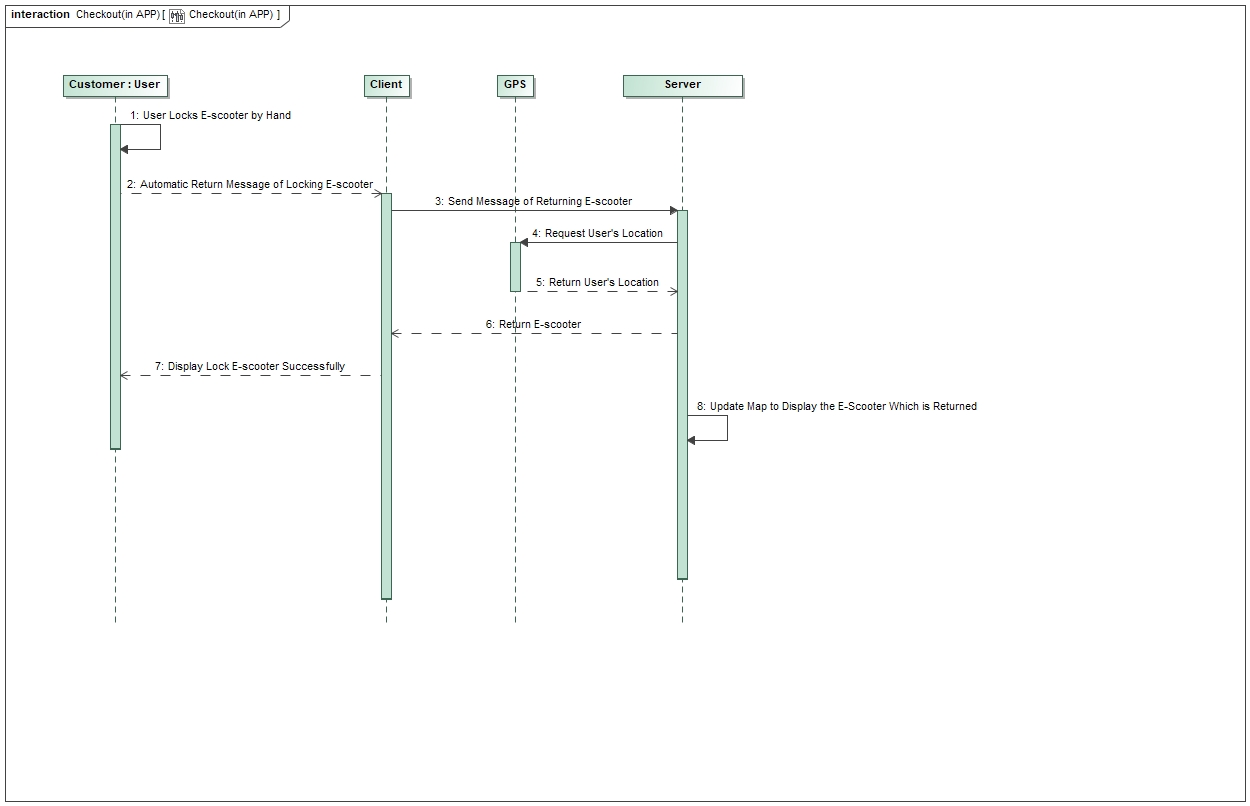 interaction Checkout(in APP) [ Checkout(in APP) ]
Customer : User
Client
GPS
Server
1: User Locks E-scooter by Hand
2: Automatic Return Message of Locking E-scooter
3: Send Message of Returning E-scooter
4: Request User's Location
5: Return User's Location
6: Return E-scooter
7: Display Lock E-scooter Successfully
8: Update Map to Display the E-Scooter Which is Returned